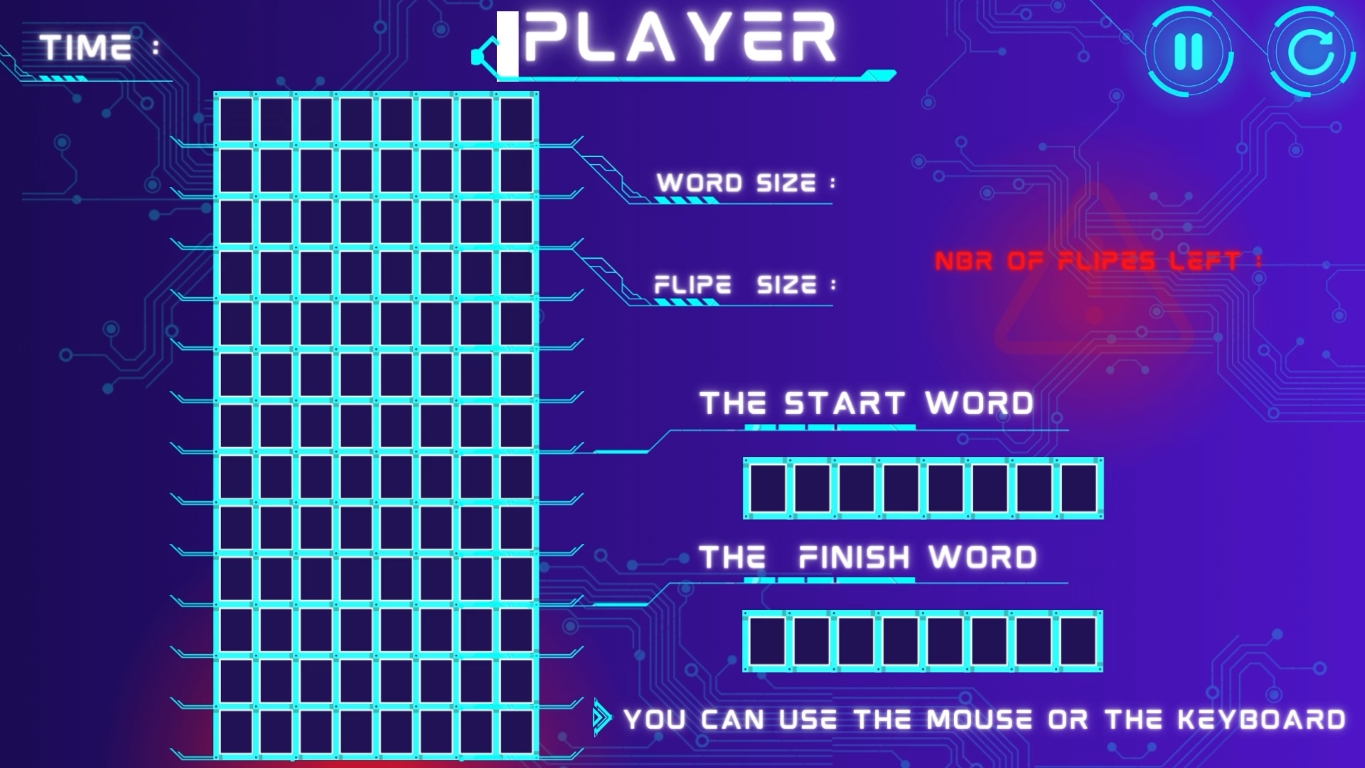 PLAYER
TIME :
WORD SIZE :
NBR OF FLIPES LEFT :
FLIPE SIZE :
THE START WORD
THE FINISH WORD
YOU CAN USE THE MOUSE OR THE KEYBOARD